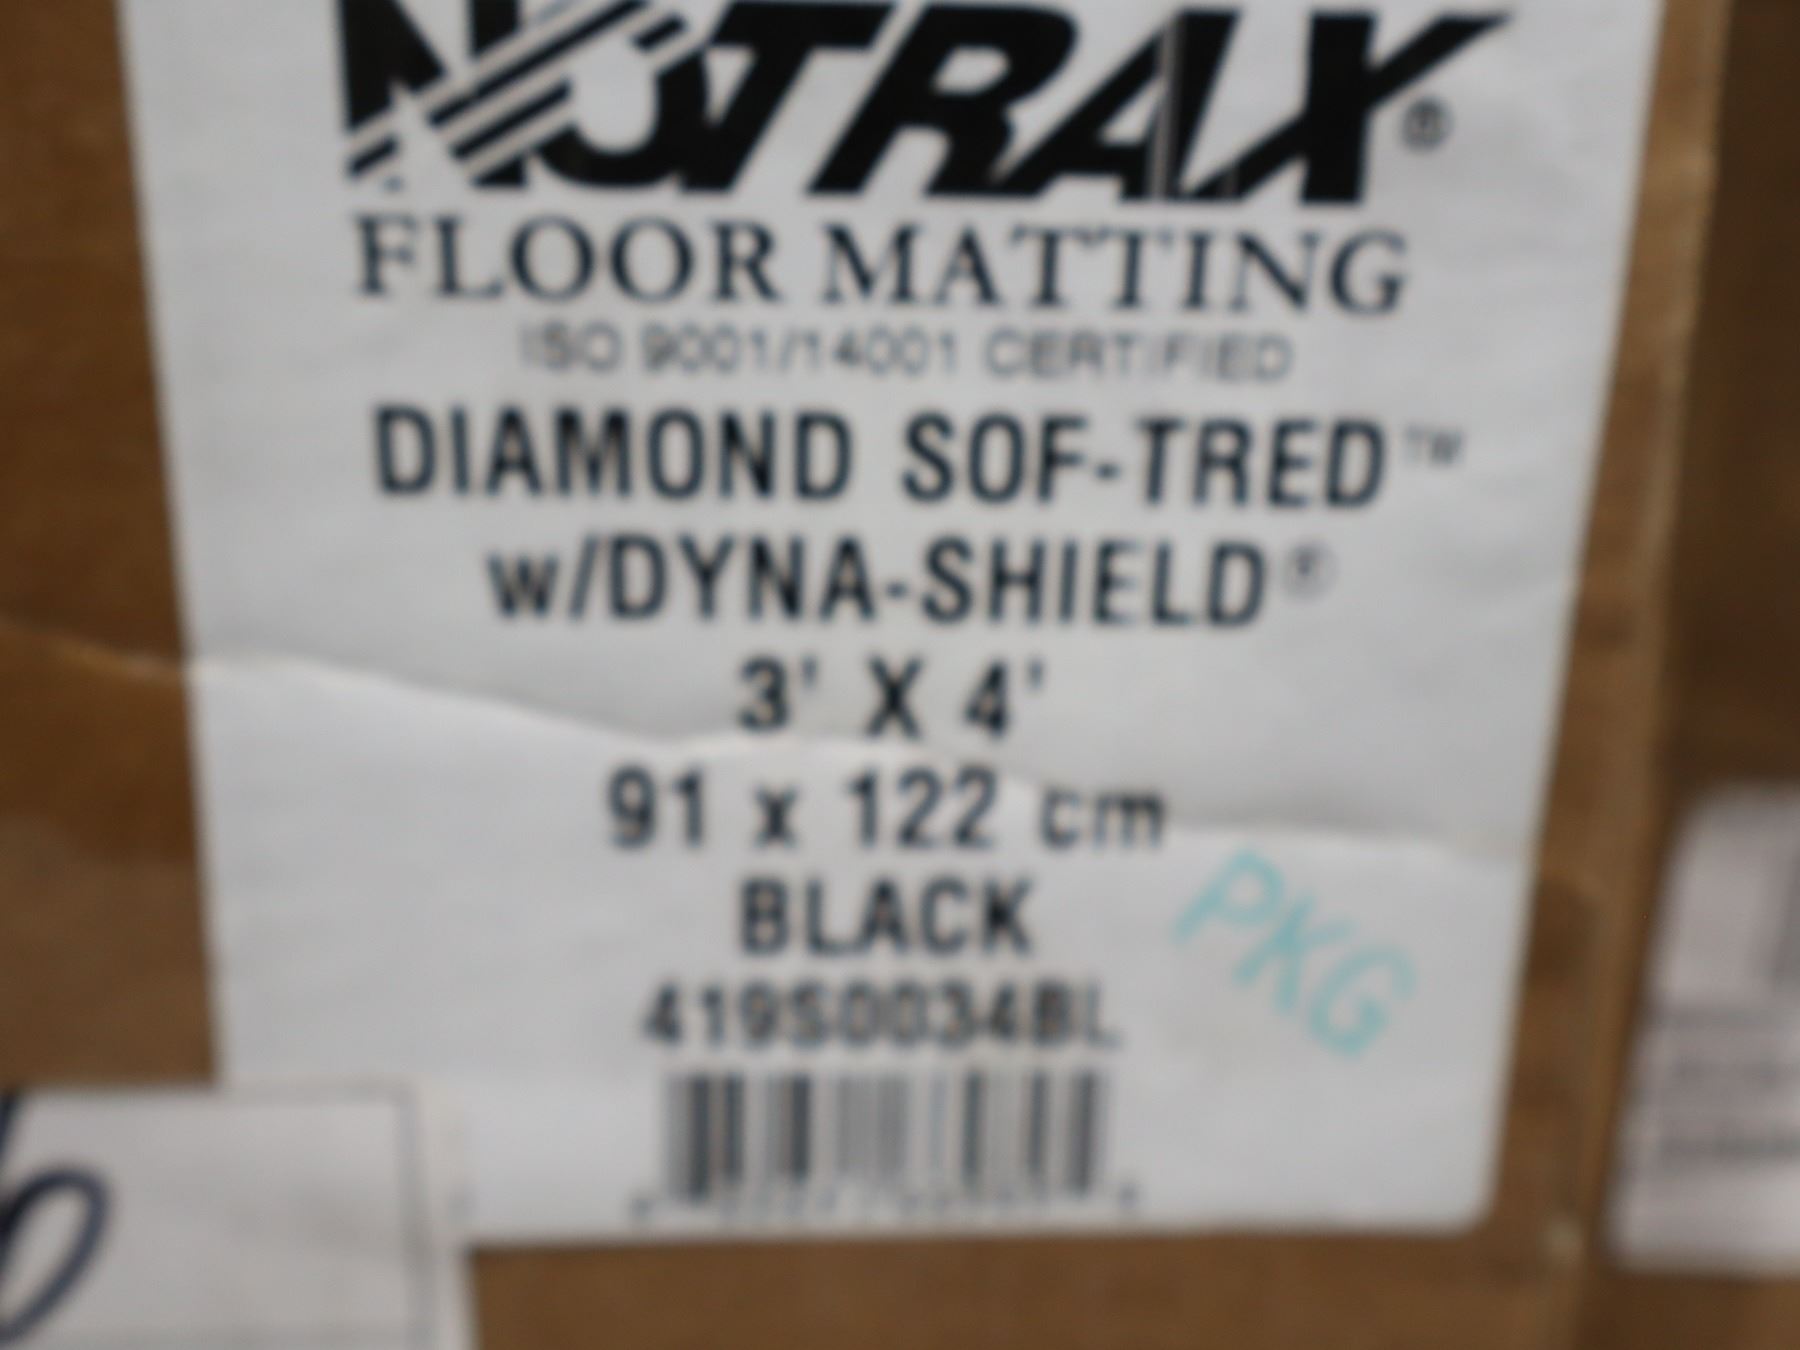 NOTRAX®
FLOOR MATTING
ISO 9001/14001 CERTIFIED
DIAMOND SOF-TRED™
w/DYNA-SHIELD®
3' X 4'
91 x 122 cm
BLACK
PKG
419S0034BL